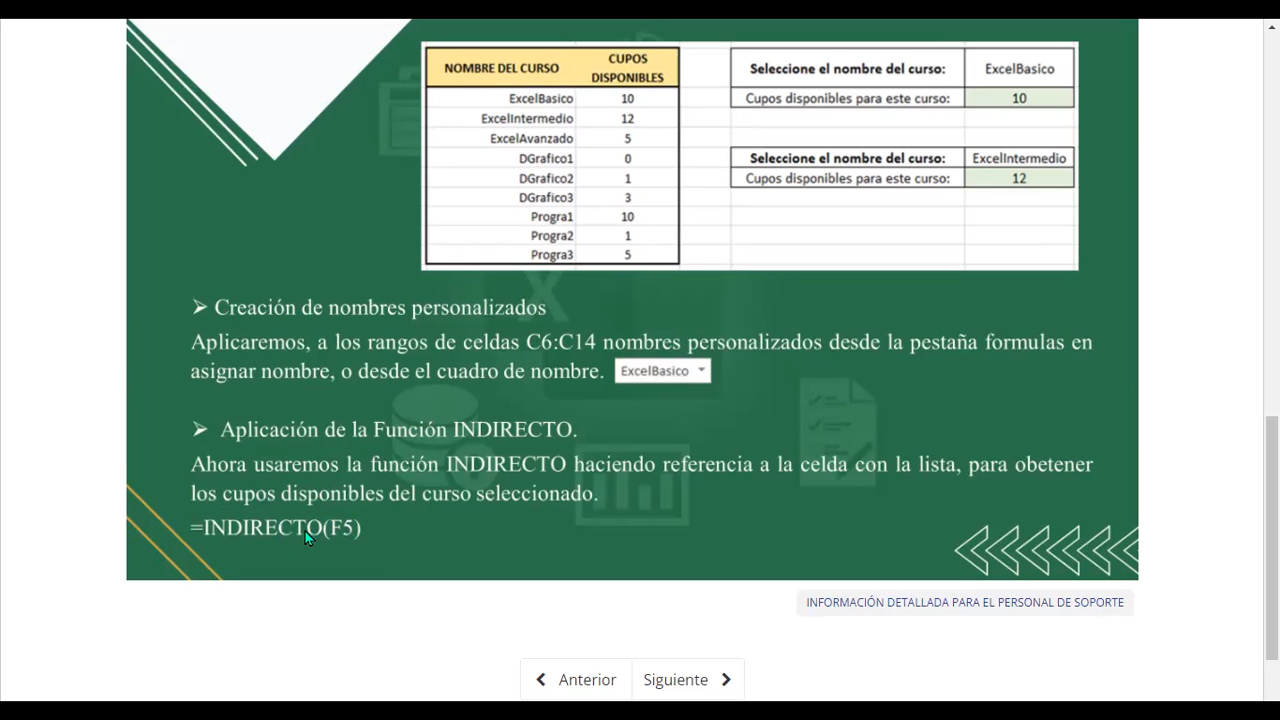 NOMBRE DEL CURSO CUPOS DISPONIBLES
ExcelBasico 10
ExcelIntermedio 12
ExcelAvanzado 5
DGrafico1 0
DGrafico2 1
DGrafico3 3
Progra1 10
Progra2 1
Progra3 5
Seleccione el nombre del curso: ExcelBasico
Cupos disponibles para este curso: 10
Seleccione el nombre del curso: ExcelIntermedio
Cupos disponibles para este curso: 12
➢ Creación de nombres personalizados
Aplicaremos, a los rangos de celdas C6:C14 nombres personalizados desde la pestaña formulas en
asignar nombre, o desde el cuadro de nombre. ExcelBasico
➢ Aplicación de la Función INDIRECTO.
Ahora usaremos la función INDIRECTO haciendo referencia a la celda con la lista, para obetener
los cupos disponibles del curso seleccionado.
=INDIRECTO(F5)
INFORMACIÓN DETALLADA PARA EL PERSONAL DE SOPORTE
Anterior Siguiente